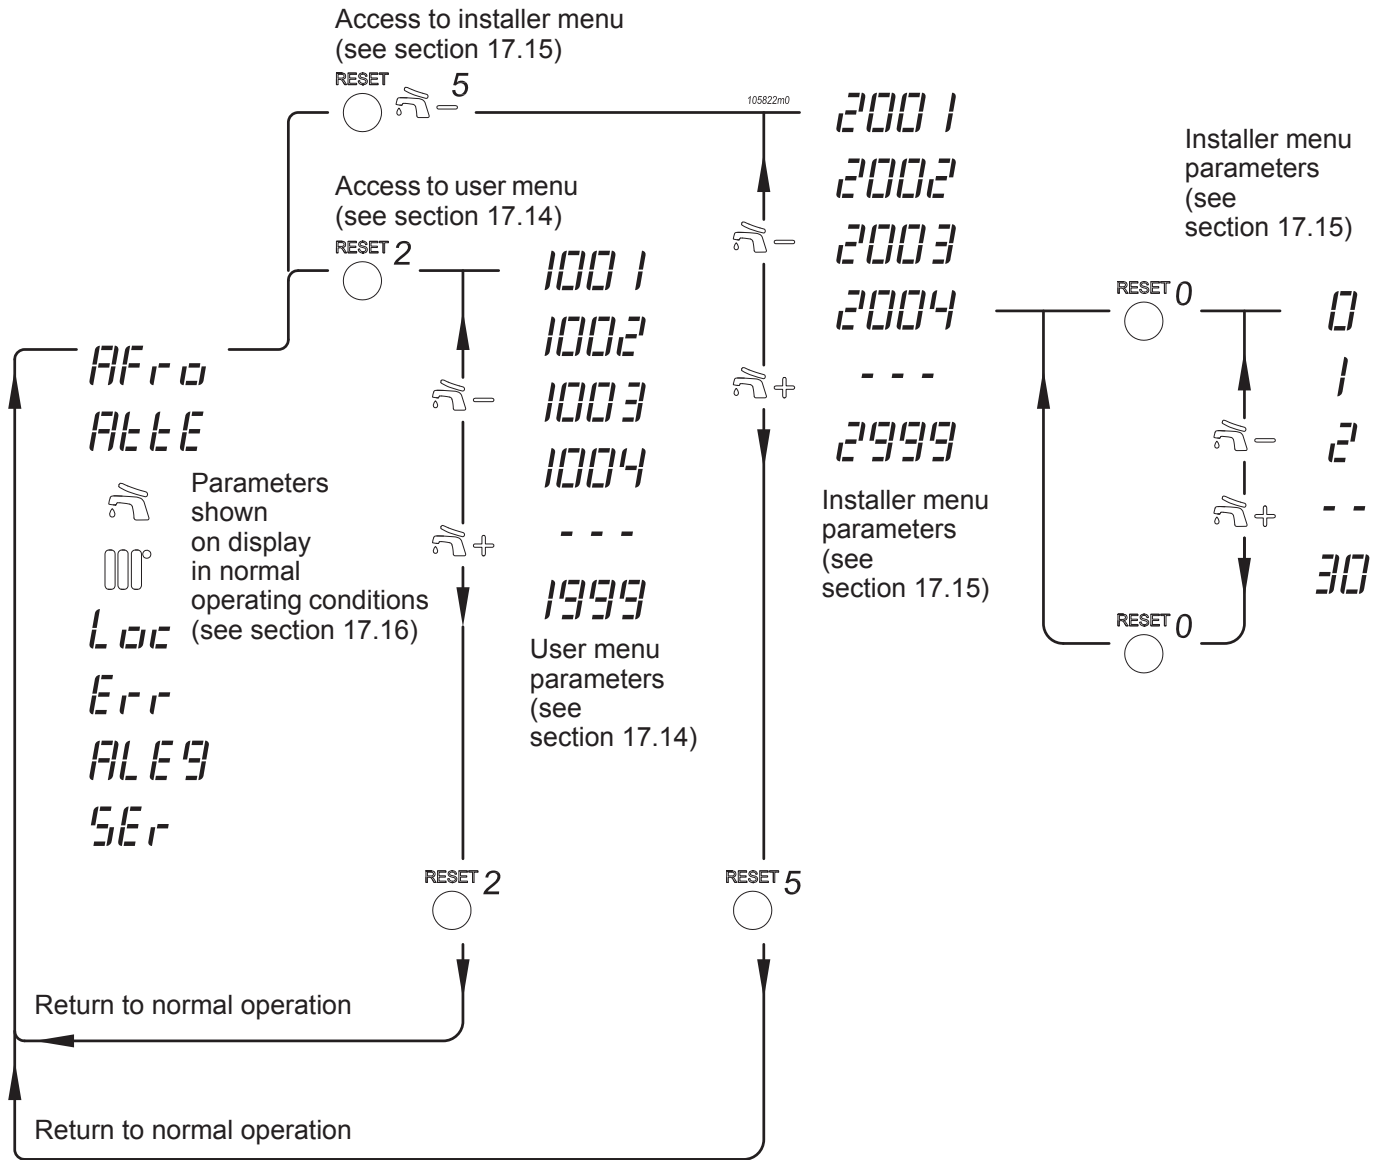 Access to installer menu
(see section 17.15)
RESET 5
105822m0
Access to user menu
(see section 17.14)
RESET 2
AFro
AttE
Parameters
shown
on display
in normal
operating conditions
(see section 17.16)
Loc
Err
ALE9
SEr
1001
1002
1003
1004
- - -
1999
User menu
parameters
(see
section 17.14)
2001
2002
2003
2004
- - -
2999
Installer menu
parameters
(see
section 17.15)
Installer menu
parameters
(see
section 17.15)
RESET 0
0
1
2
- -
30
RESET 0
RESET 2
RESET 5
Return to normal operation
Return to normal operation